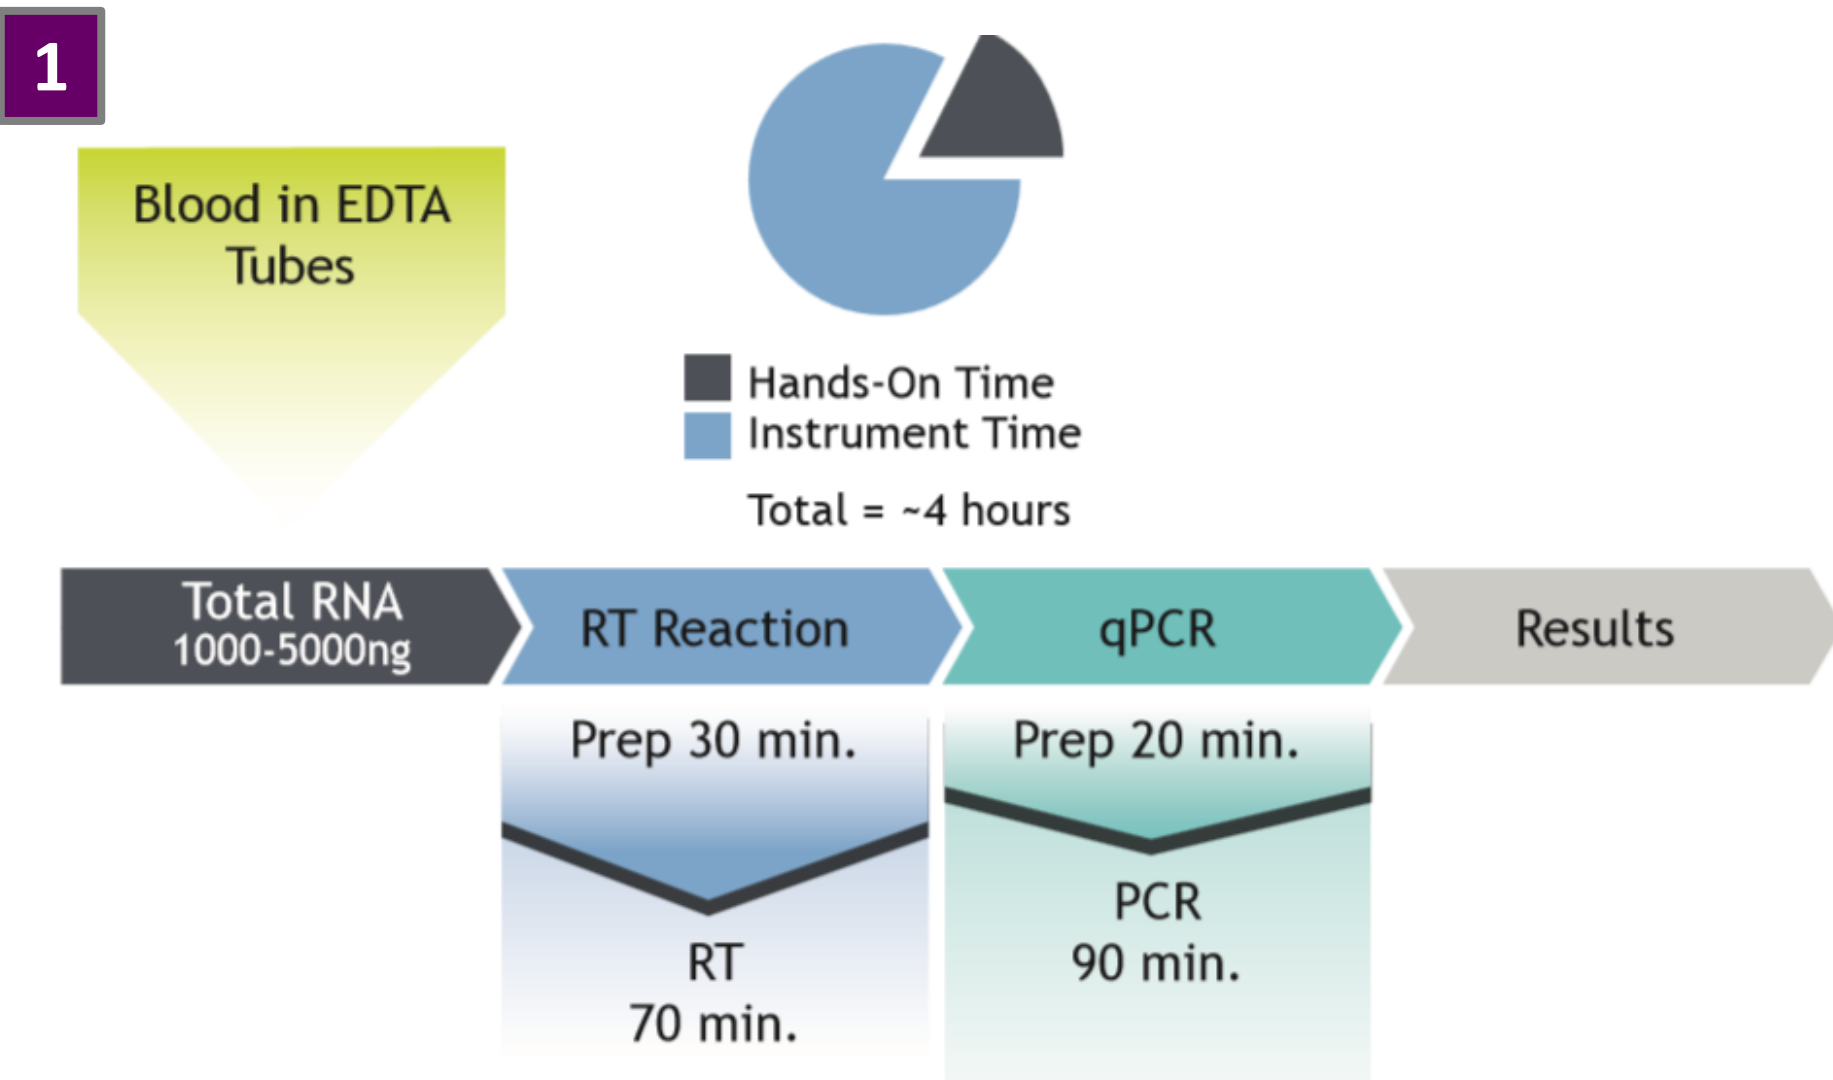 1
Blood in EDTA
Tubes
Hands-On Time
Instrument Time
Total = ~4 hours
Total RNA
1000-5000ng
RT Reaction
qPCR
Results
Prep 30 min.
RT
70 min.
Prep 20 min.
PCR
90 min.